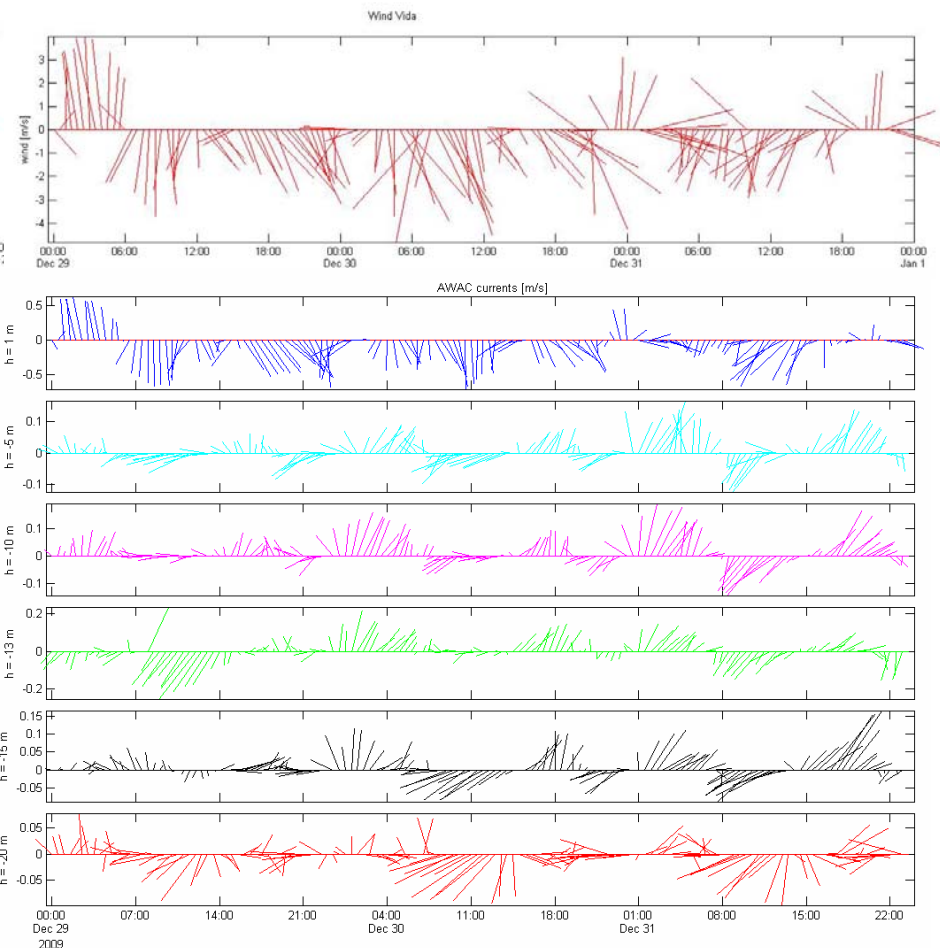 Wind Vida
wind [m/s]
3
2
1
0
-1
-2
-3
-4
00:00 06:00 12:00 18:00 00:00 06:00 12:00 18:00 00:00 06:00 12:00 18:00 00:00
Dec 29 Dec 30 Dec 31 Jan 1
AWAC currents [m/s]
h = 1 m
0.5
0
-0.5
h = -5 m
0.1
0
-0.1
h = -10 m
0.1
0
-0.1
h = -13 m
0.2
0
-0.2
h = -15 m
0.15
0.1
0.05
0
-0.05
h = -20 m
0.05
0
-0.05
00:00 07:00 14:00 21:00 04:00 11:00 18:00 01:00 08:00 15:00 22:00
Dec 29 Dec 30 Dec 31
2009